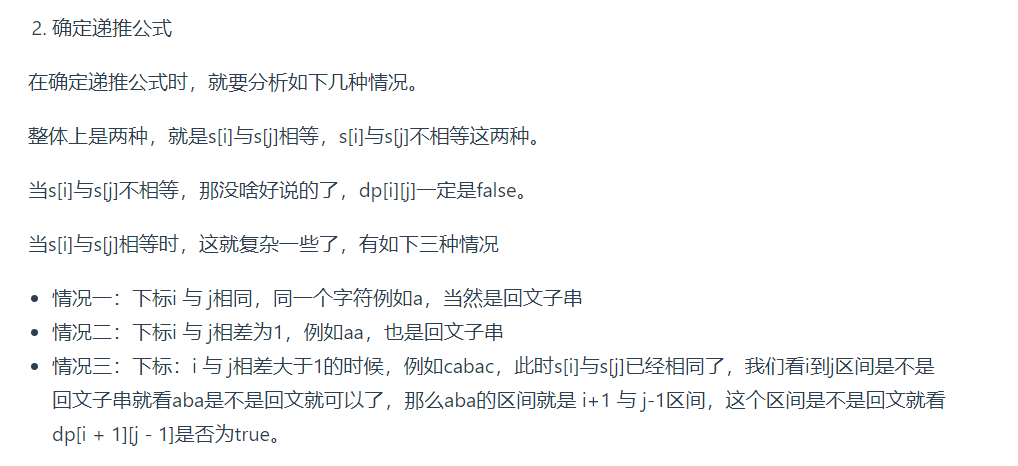 2. 确定递推公式
在确定递推公式时，就要分析如下几种情况。
整体上是两种，就是s[i]与s[j]相等，s[i]与s[j]不相等这两种。
当s[i]与s[j]不相等，那没啥好说的了，dp[i][j]一定是false。
当s[i]与s[j]相等时，这就复杂一些了，有如下三种情况
• 情况一：下标i 与 j相同，同一个字符例如a，当然是回文子串
• 情况二：下标i 与 j相差为1，例如aa，也是回文子串
• 情况三：下标：i 与 j相差大于1的时候，例如cabac，此时s[i]与s[j]已经相同了，我们看i到j区间是不是
回文子串就看aba是不是回文就可以了，那么aba的区间就是 i+1 与 j-1区间，这个区间是不是回文就看
dp[i + 1][j - 1]是否为true。